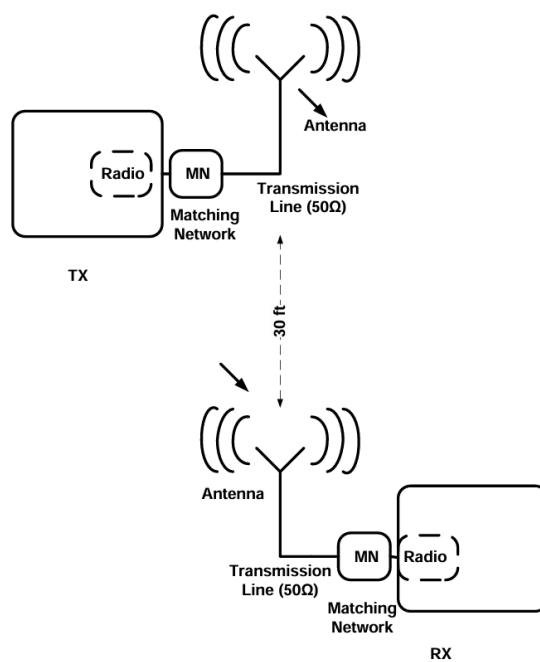 Antenna
Radio
MN
Transmission
Line (50Ω)
Matching
Network
TX
30 ft
Antenna
Transmission
Line (50Ω)
MN
Radio
Matching
Network
RX